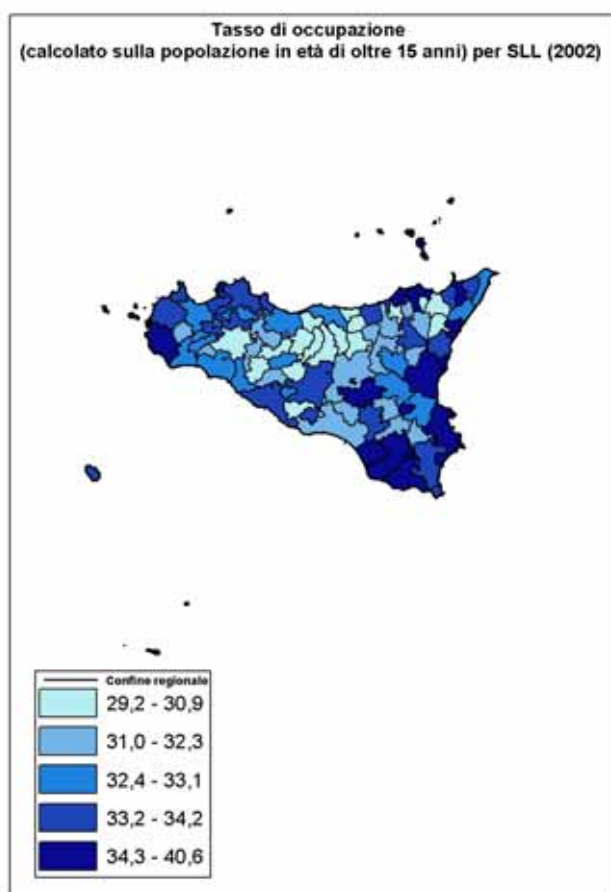 Tasso di occupazione
(calcolato sulla popolazione in età di oltre 15 anni) per SLL (2002)
Confine regionale
29,2 - 30,9
31,0 - 32,3
32,4 - 33,1
33,2 - 34,2
34,3 - 40,6